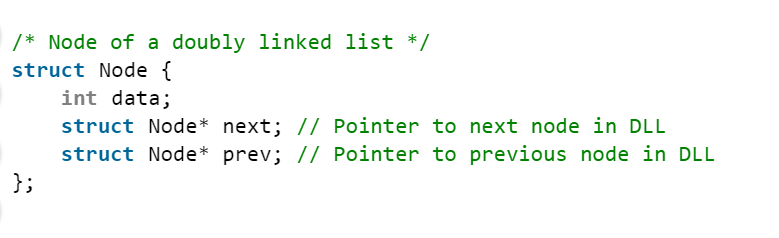 /* Node of a doubly linked list */
struct Node {
    int data;
    struct Node* next; // Pointer to next node in DLL
    struct Node* prev; // Pointer to previous node in DLL
};